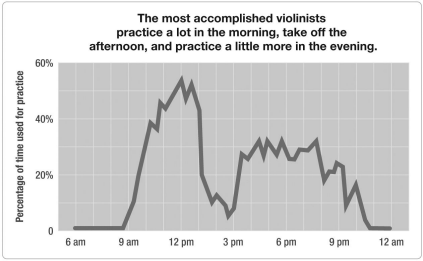 The most accomplished violinists
practice a lot in the morning, take off the
afternoon, and practice a little more in the evening.
60%
40%
20%
0
Percentage of time used for practice
6 am 9 am 12 pm 3 pm 6 pm 9 pm 12 am